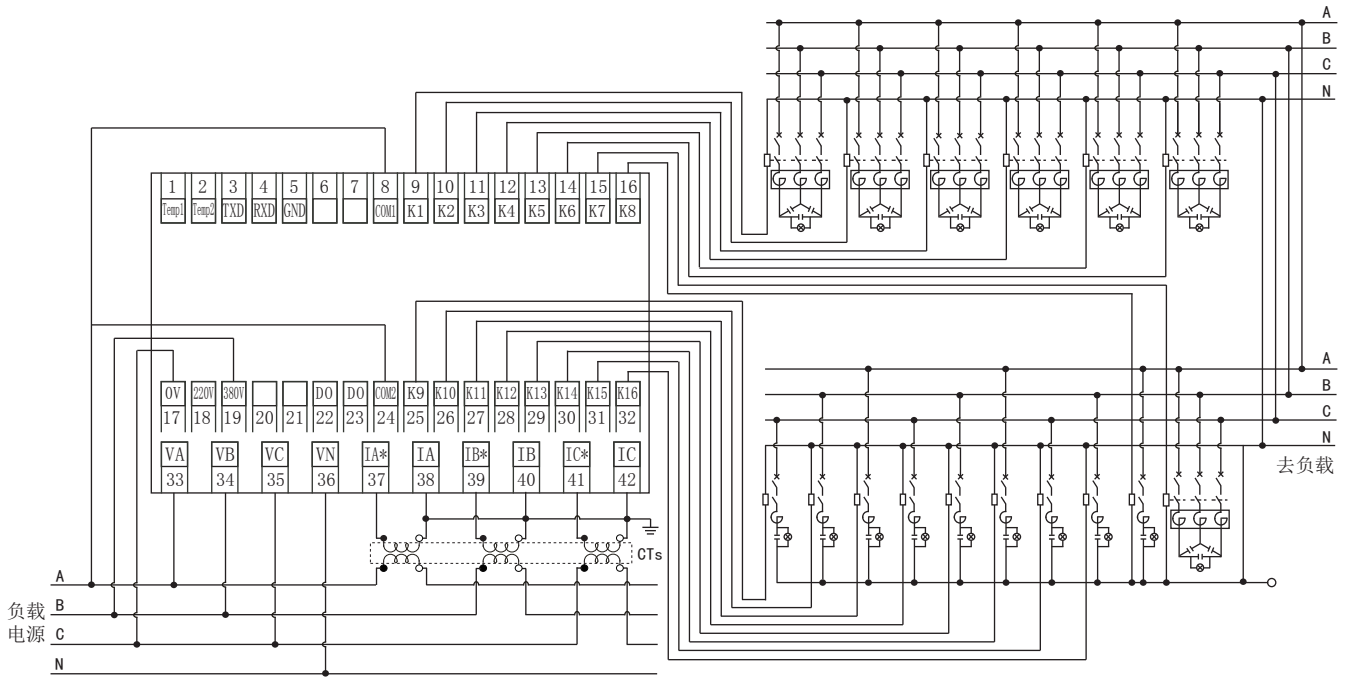 A
B
C
N
1 2 3 4 5 6 7 8 9 10 11 12 13 14 15 16
Temp1 Temp2 TXD RXD GND COM1 K1 K2 K3 K4 K5 K6 K7 K8
0V 220V 380V DO DO COM2 K9 K10 K11 K12 K13 K14 K15 K16
17 18 19 20 21 22 23 24 25 26 27 28 29 30 31 32
VA VB VC VN IA* IA IB* IB IC* IC
33 34 35 36 37 38 39 40 41 42
A
B
C
N
去负载
CTs
A
负载 B
电源 C
N